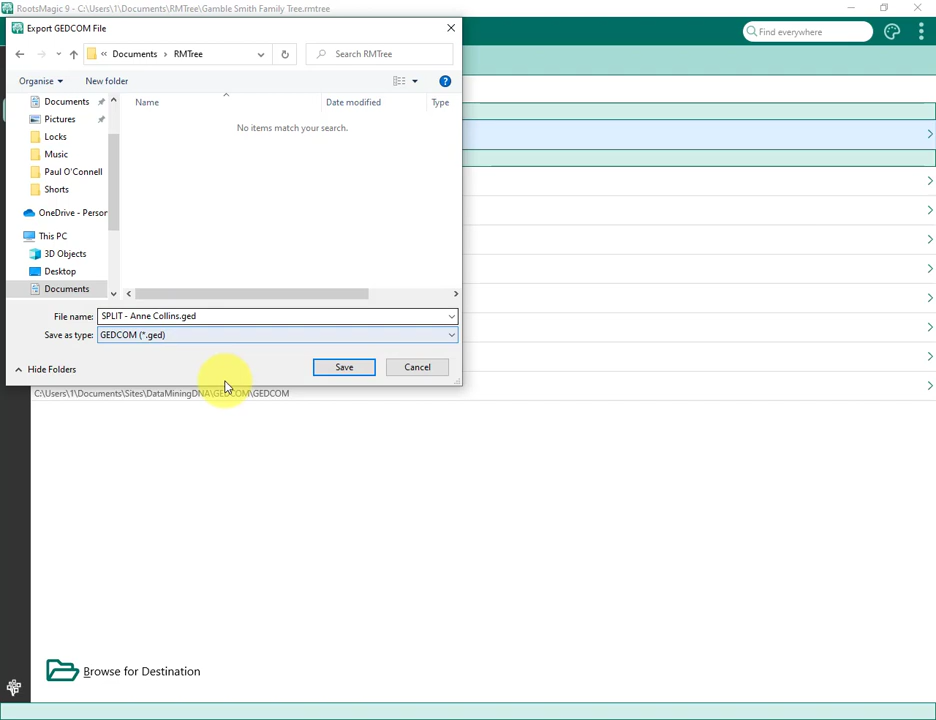 RootsMagic 9 - C:\Users\1\Documents\RMTree\Gamble Smith Family Tree.rmtree
Export GEDCOM File
« Documents > RMTree
Search RMTree
Find everywhere
Organise
New folder
Name
Date modified
Type
No items match your search.
Documents
Pictures
Locks
Music
Paul O'Connell
Shorts
OneDrive - Person
This PC
3D Objects
Desktop
Documents
File name: SPLIT - Anne Collins.ged
Save as type: GEDCOM (*.ged)
Hide Folders
Save
Cancel
C:\Users\1\Documents\Sites\DataMiningDNA\GEDCOM\GEDCOM
Browse for Destination